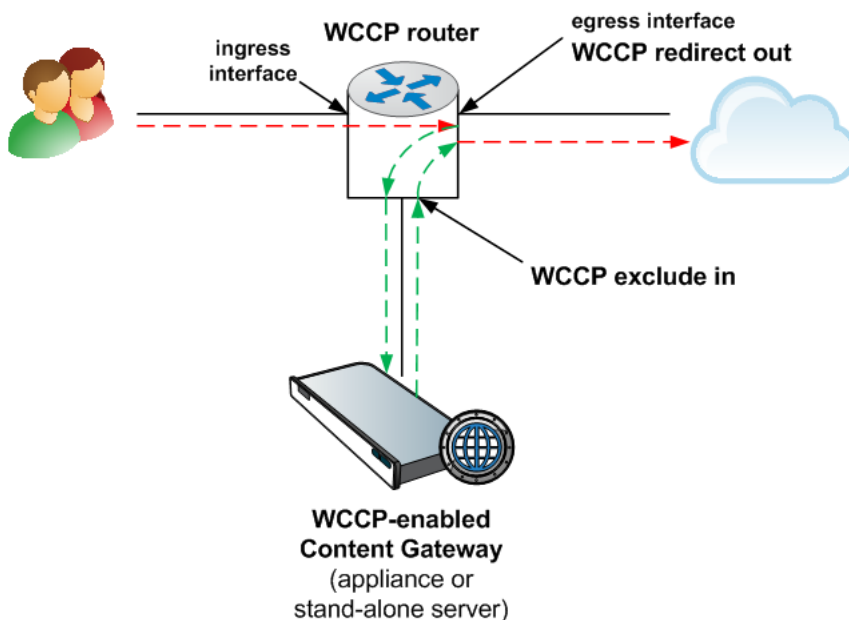 WCCP router
ingress
interface
egress interface
WCCP redirect out
WCCP exclude in
WCCP-enabled
Content Gateway
(appliance or
stand-alone server)